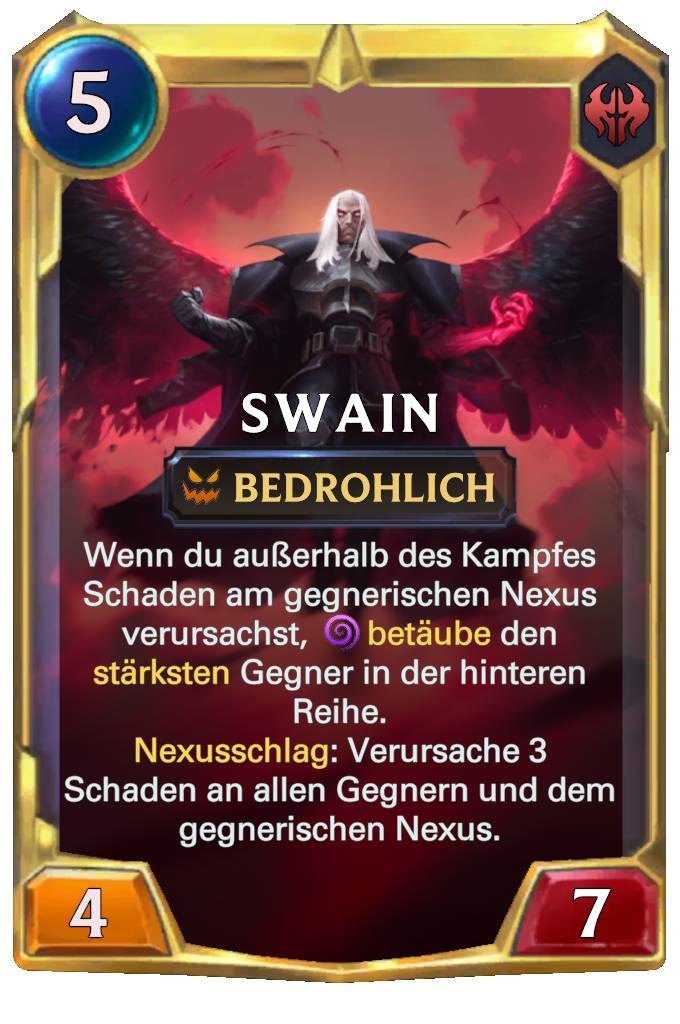 5
SWAIN
BEDROHLICH
Wenn du außerhalb des Kampfes
Schaden am gegnerischen Nexus
verursachst, betäube den
stärksten Gegner in der hinteren
Reihe.
Nexusschlag: Verursache 3
Schaden an allen Gegnern und dem
gegnerischen Nexus.
4
7